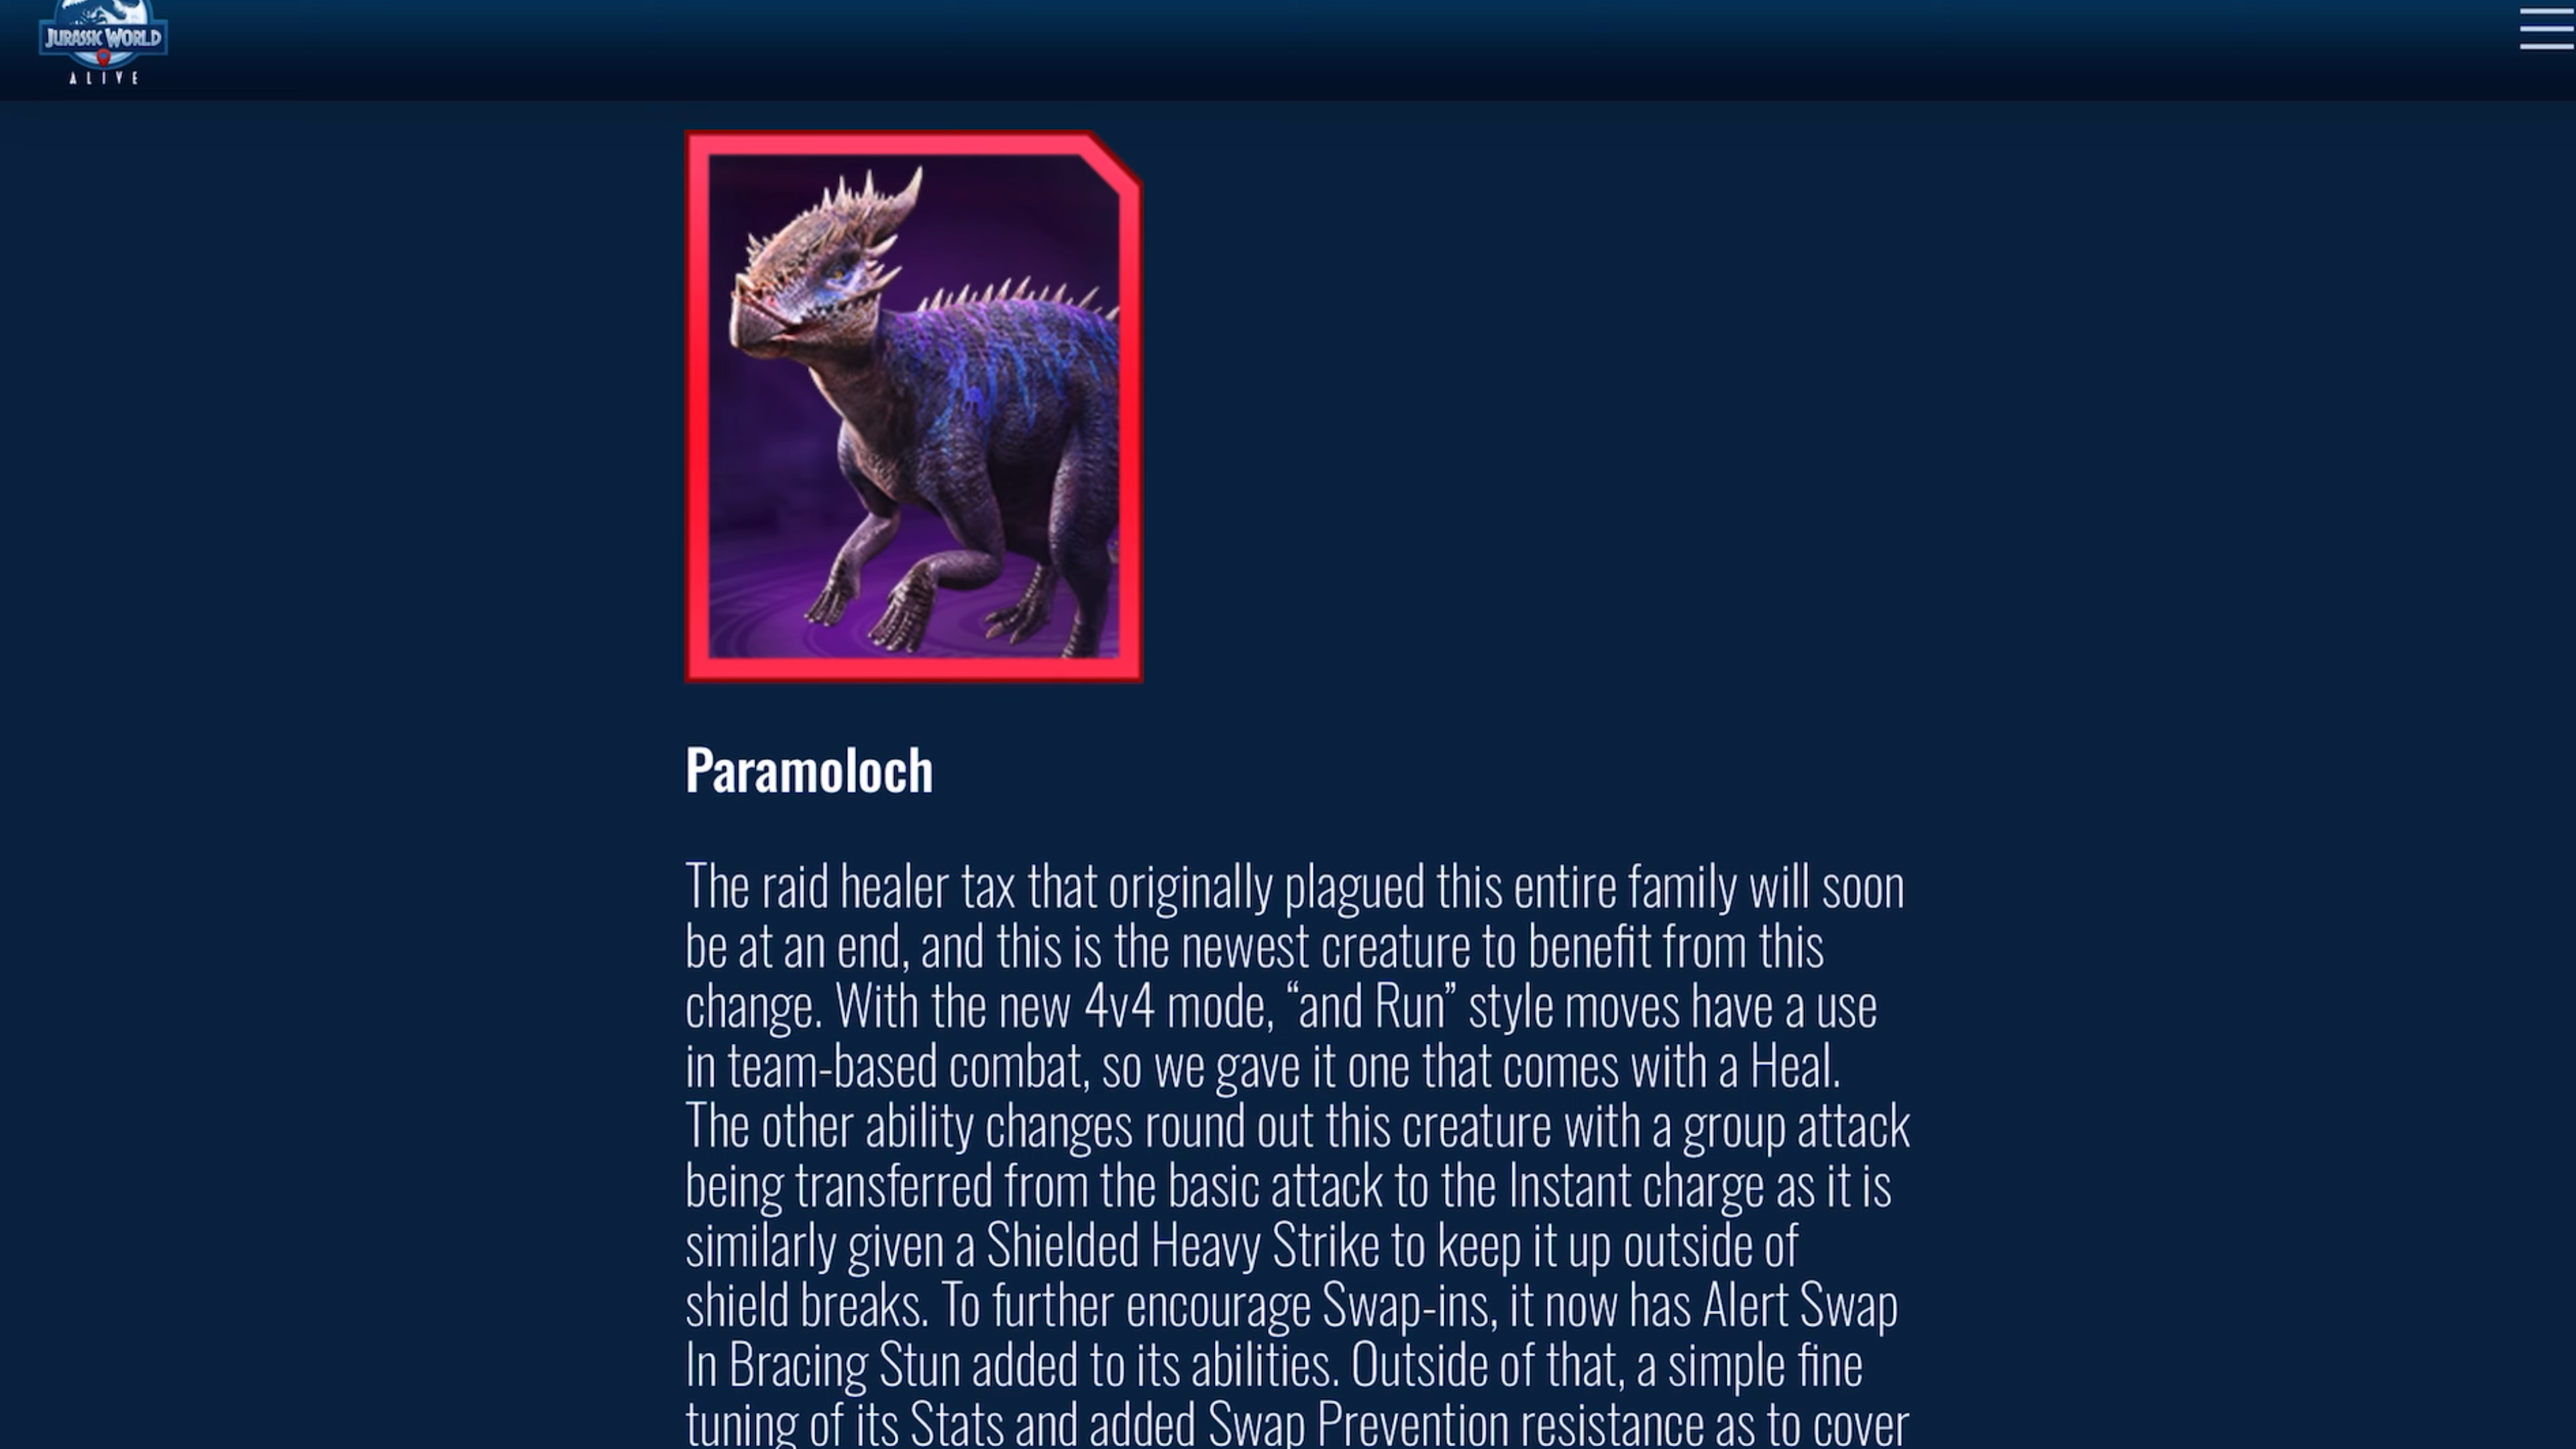 JURASSIC WORLD
ALIVE
Paramoloch
The raid healer tax that originally plagued this entire family will soon
be at an end, and this is the newest creature to benefit from this
change. With the new 4v4 mode, “and Run” style moves have a use
in team-based combat, so we gave it one that comes with a Heal.
The other ability changes round out this creature with a group attack
being transferred from the basic attack to the Instant charge as it is
similarly given a Shielded Heavy Strike to keep it up outside of
shield breaks. To further encourage Swap-ins, it now has Alert Swap
In Bracing Stun added to its abilities. Outside of that, a simple fine
tuning of its Stats and added Swap Prevention resistance as to cover